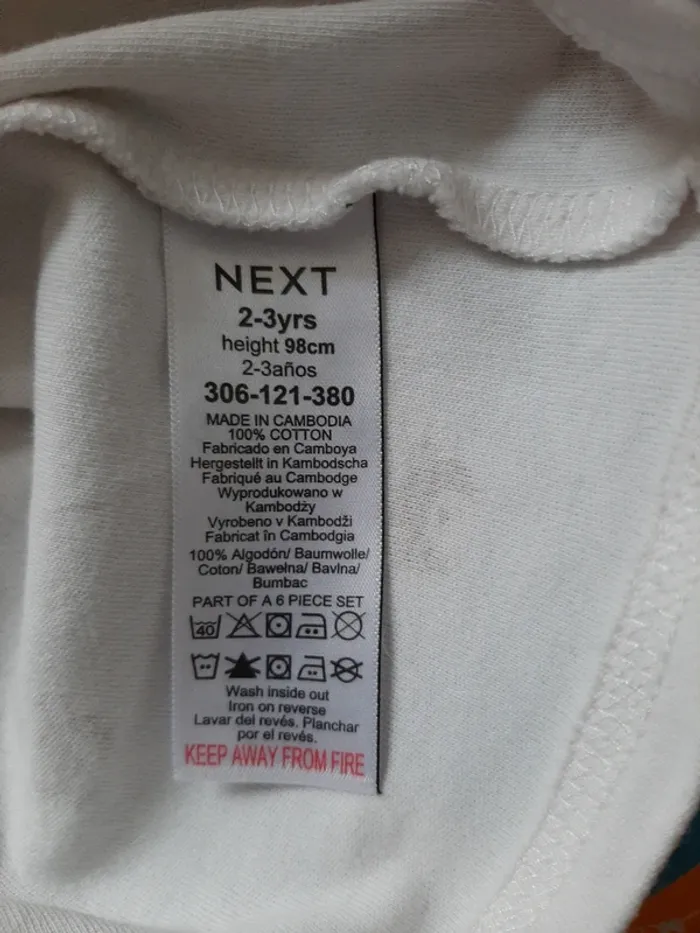 NEXT
2-3yrs
height 98cm
2-3años
306-121-380
MADE IN CAMBODIA
100% COTTON
Fabricado en Camboya
Hergestellt in Kambodscha
Fabriqué au Cambodge
Wyprodukowano w
Kambodży
Vyrobeno v Kambodži
Fabricat în Cambodgia
100% Algodón/ Baumwolle/
Coton/ Bawełna/ Bavlna/
Bumbac
PART OF A 6 PIECE SET
40
Wash inside out
Iron on reverse
Lavar del revés. Planchar
por el revés.
KEEP AWAY FROM FIRE